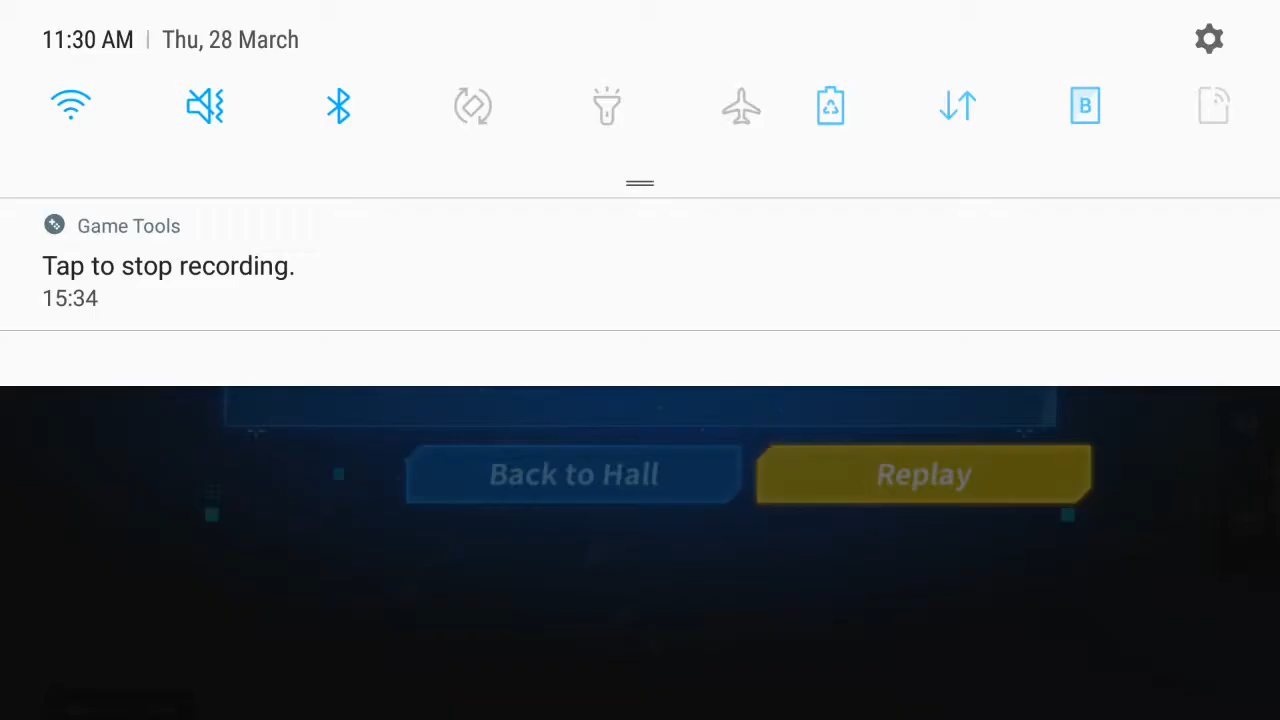 11:30 AM | Thu, 28 March
B
Game Tools
Tap to stop recording.
15:34
Back to Hall
Replay